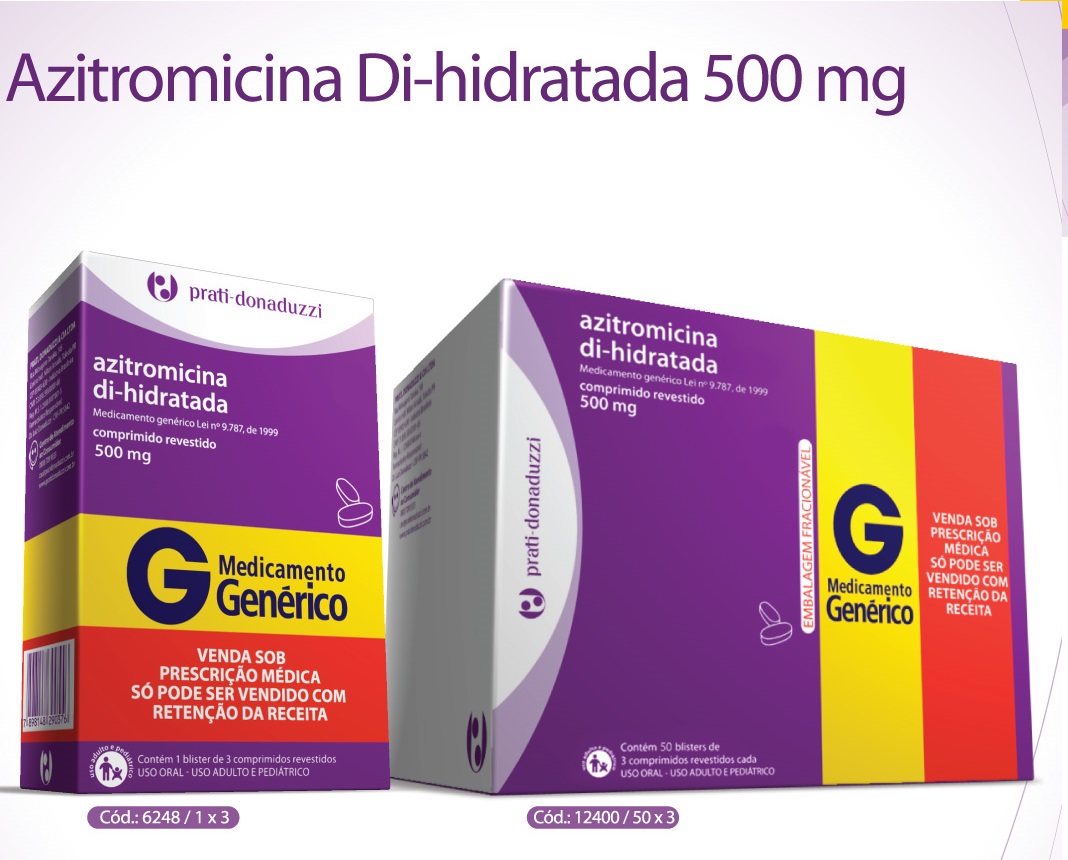 Azitromicina Di-hidratada 500 mg
prati-donaduzzi
azitromicina
di-hidratada
Medicamento genérico Lei nº 9.787, de 1999
comprimido revestido
500 mg
G Medicamento
Genérico
VENDA SOB
PRESCRIÇÃO MÉDICA
SÓ PODE SER VENDIDO COM
RETENÇÃO DA RECEITA
uso adulto e pediátrico
Contém 1 blister de 3 comprimidos revestidos
USO ORAL - USO ADULTO E PEDIÁTRICO
Cód.: 6248 / 1 x 3
prati-donaduzzi
azitromicina
di-hidratada
Medicamento genérico Lei nº 9.787, de 1999
comprimido revestido
500 mg
EMBALAGEM FRACIONÁVEL
G
Medicamento
Genérico
VENDA SOB
PRESCRIÇÃO
MÉDICA
SÓ PODE SER
VENDIDO COM
RETENÇÃO DA
RECEITA
Contém 50 blisters de
3 comprimidos revestidos cada
USO ORAL - USO ADULTO E PEDIÁTRICO
Cód.: 12400 / 50 x 3